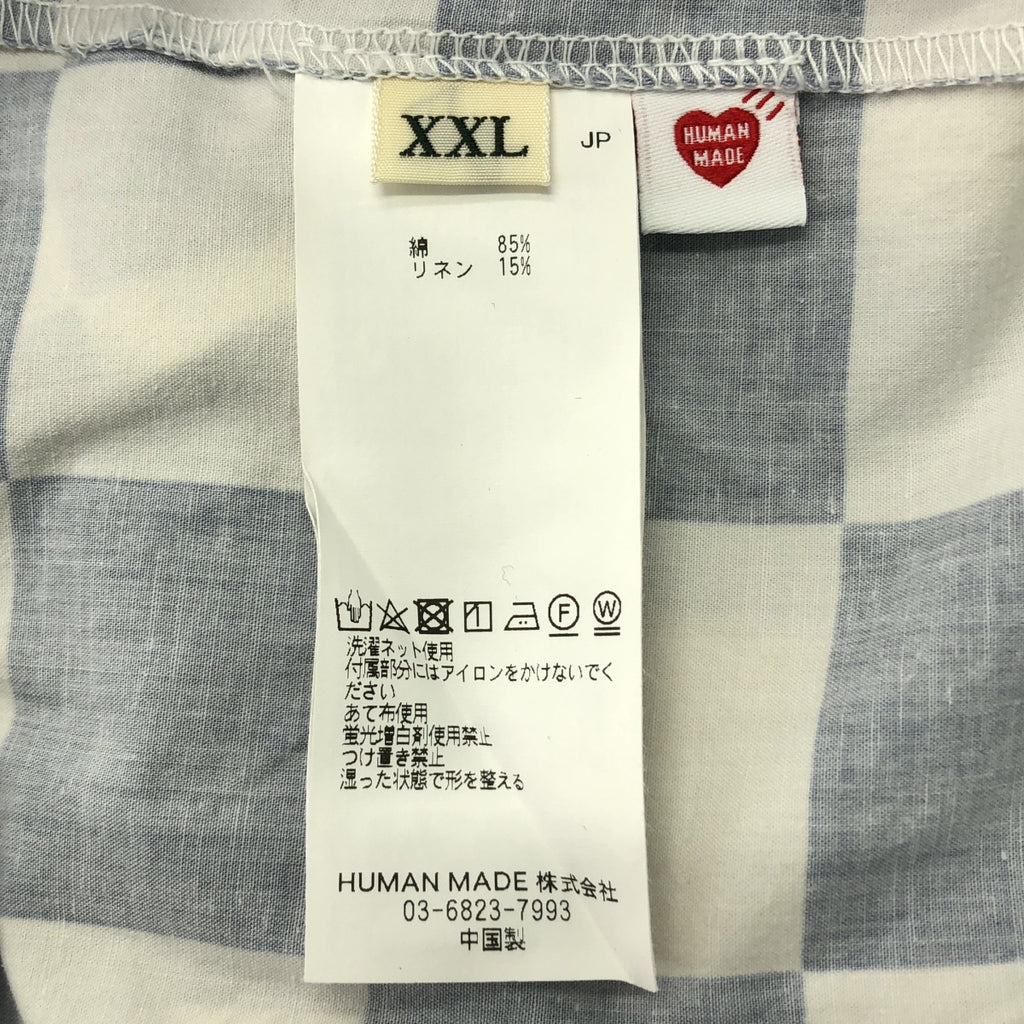 XXL
JP
HUMAN
MADE
綿 85%
リネン 15%
F
W
洗濯ネット使用
付属部分にはアイロンをかけないでく
ださい
あて布使用
蛍光増白剤使用禁止
つけ置き禁止
湿った状態で形を整える
HUMAN MADE 株式会社
03-6823-7993
中国製